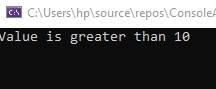 C:\Users\hp\source\repos\ConsoleA
Value is greater than 10